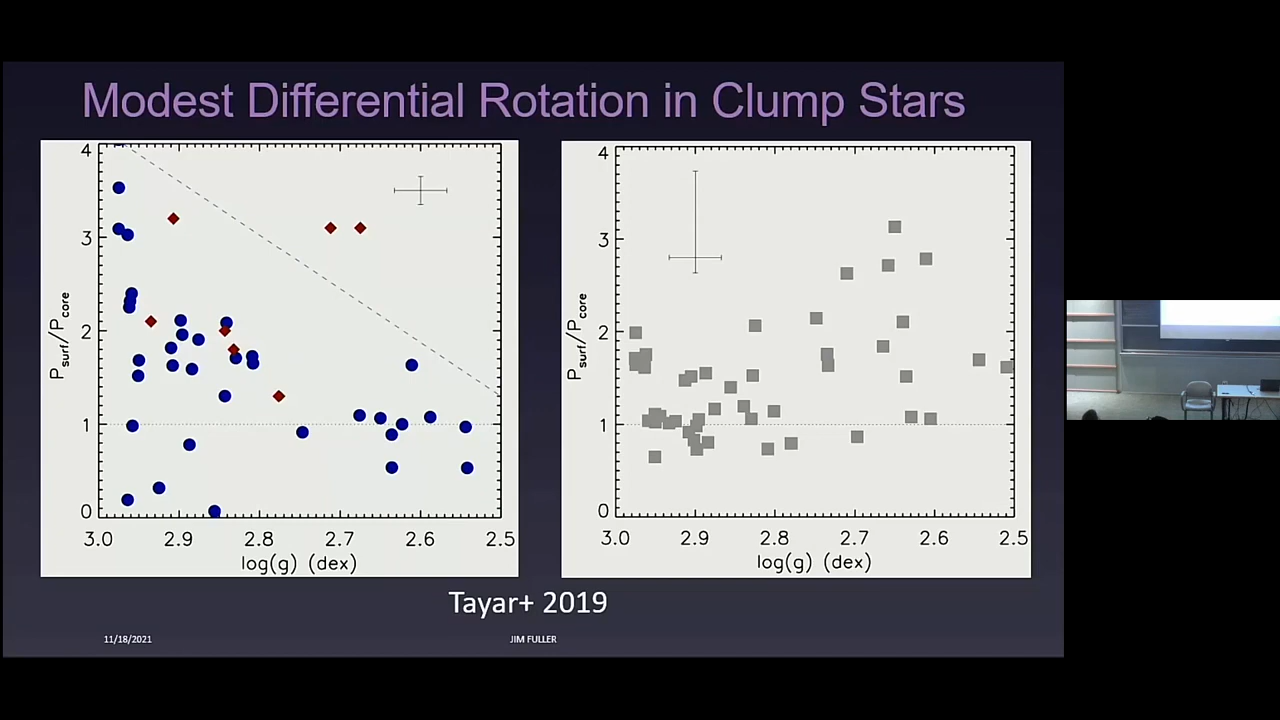 Modest Differential Rotation in Clump Stars
4
3
2
1
0
P_surf/P_core
3.0 2.9 2.8 2.7 2.6 2.5
log(g) (dex)
4
3
2
1
0
P_surf/P_core
3.0 2.9 2.8 2.7 2.6 2.5
log(g) (dex)
Tayar+ 2019
11/18/2021
JIM FULLER